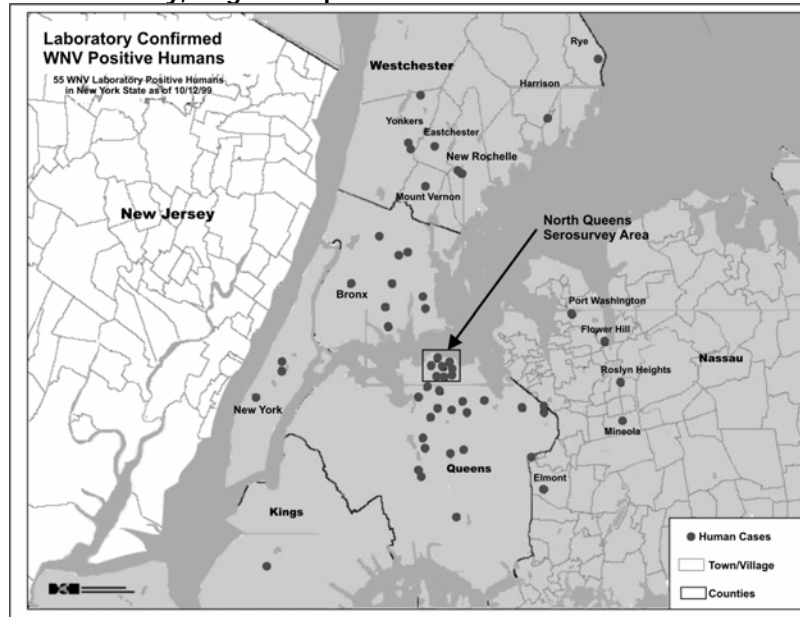 Laboratory Confirmed
WNV Positive Humans
55 WNV Laboratory Positive Humans
in New York State as of 10/12/99
Rye
Westchester
Harrison
Yonkers
Eastchester
New Rochelle
Mount Vernon
New Jersey
North Queens
Serosurvey Area
Bronx
Port Washington
Flower Hill
Nassau
Roslyn Heights
New York
Mineola
Queens
Elmont
Kings
Human Cases
Town/Village
Counties